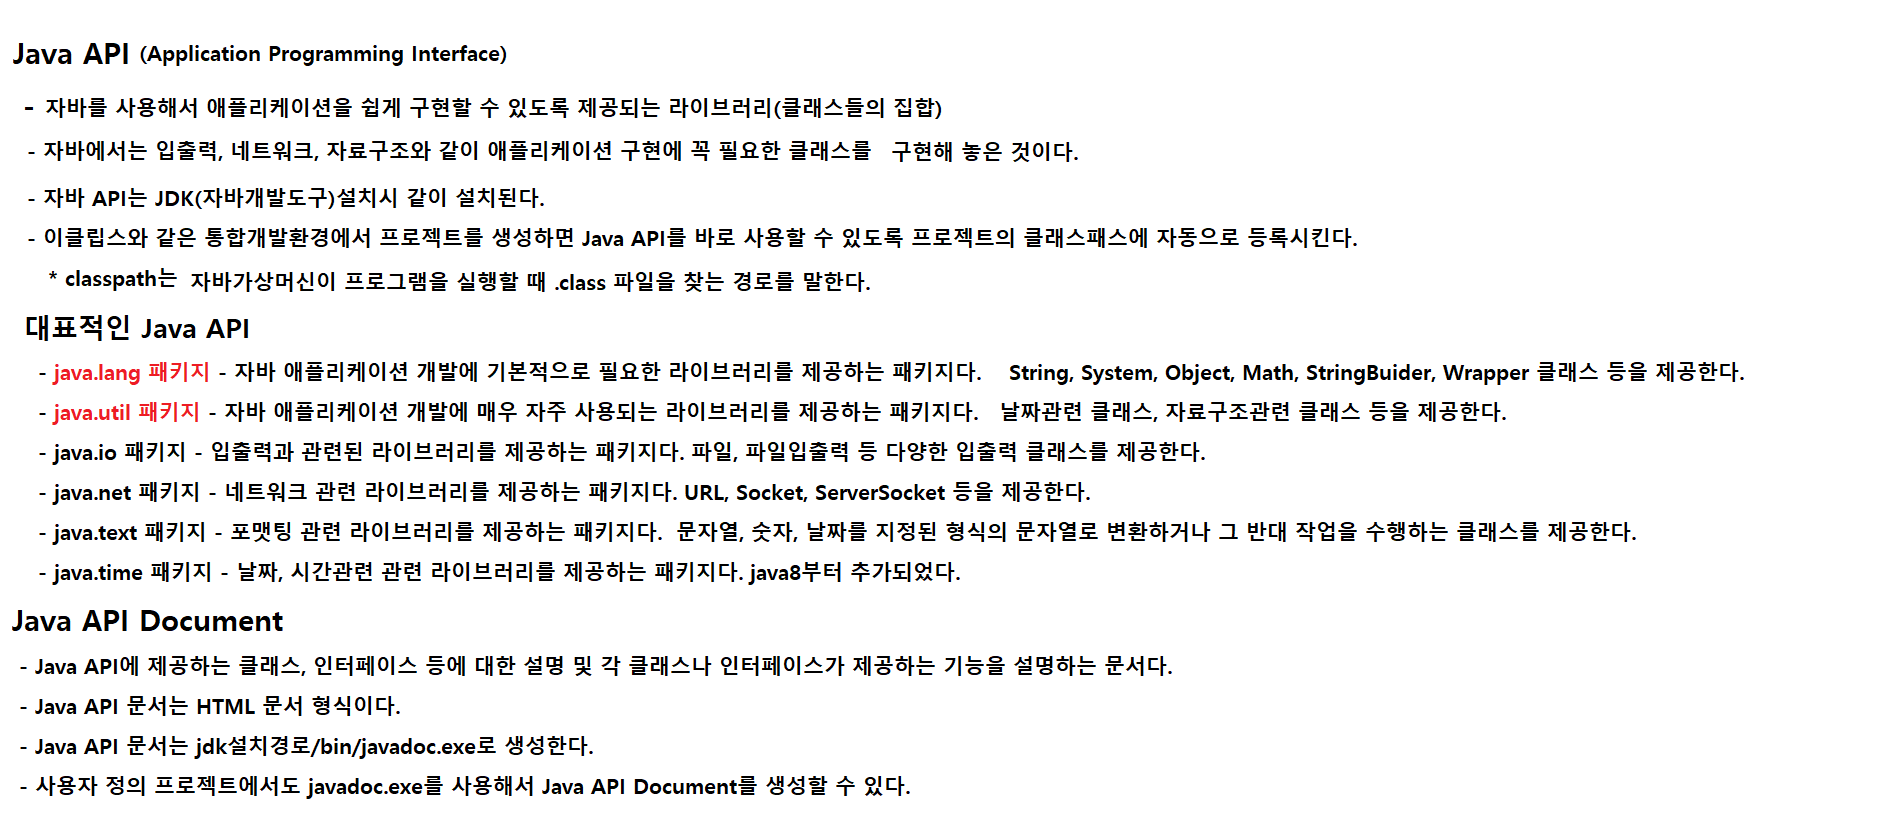 Java API (Application Programming Interface)
- 자바를 사용해서 애플리케이션을 쉽게 구현할 수 있도록 제공되는 라이브러리(클래스들의 집합)
- 자바에서는 입출력, 네트워크, 자료구조와 같이 애플리케이션 구현에 꼭 필요한 클래스를 구현해 놓은 것이다.
- 자바 API는 JDK(자바개발도구)설치시 같이 설치된다.
- 이클립스와 같은 통합개발환경에서 프로젝트를 생성하면 Java API를 바로 사용할 수 있도록 프로젝트의 클래스패스에 자동으로 등록시킨다.
* classpath는 자바가상머신이 프로그램을 실행할 때 .class 파일을 찾는 경로를 말한다.
대표적인 Java API
- java.lang 패키지 - 자바 애플리케이션 개발에 기본적으로 필요한 라이브러리를 제공하는 패키지다. String, System, Object, Math, StringBuider, Wrapper 클래스 등을 제공한다.
- java.util 패키지 - 자바 애플리케이션 개발에 매우 자주 사용되는 라이브러리를 제공하는 패키지다. 날짜관련 클래스, 자료구조관련 클래스 등을 제공한다.
- java.io 패키지 - 입출력과 관련된 라이브러리를 제공하는 패키지다. 파일, 파일입출력 등 다양한 입출력 클래스를 제공한다.
- java.net 패키지 - 네트워크 관련 라이브러리를 제공하는 패키지다. URL, Socket, ServerSocket 등을 제공한다.
- java.text 패키지 - 포맷팅 관련 라이브러리를 제공하는 패키지다. 문자열, 숫자, 날짜를 지정된 형식의 문자열로 변환하거나 그 반대 작업을 수행하는 클래스를 제공한다.
- java.time 패키지 - 날짜, 시간관련 관련 라이브러리를 제공하는 패키지다. java8부터 추가되었다.
Java API Document
- Java API에 제공하는 클래스, 인터페이스 등에 대한 설명 및 각 클래스나 인터페이스가 제공하는 기능을 설명하는 문서다.
- Java API 문서는 HTML 문서 형식이다.
- Java API 문서는 jdk설치경로/bin/javadoc.exe로 생성한다.
- 사용자 정의 프로젝트에서도 javadoc.exe를 사용해서 Java API Document를 생성할 수 있다.